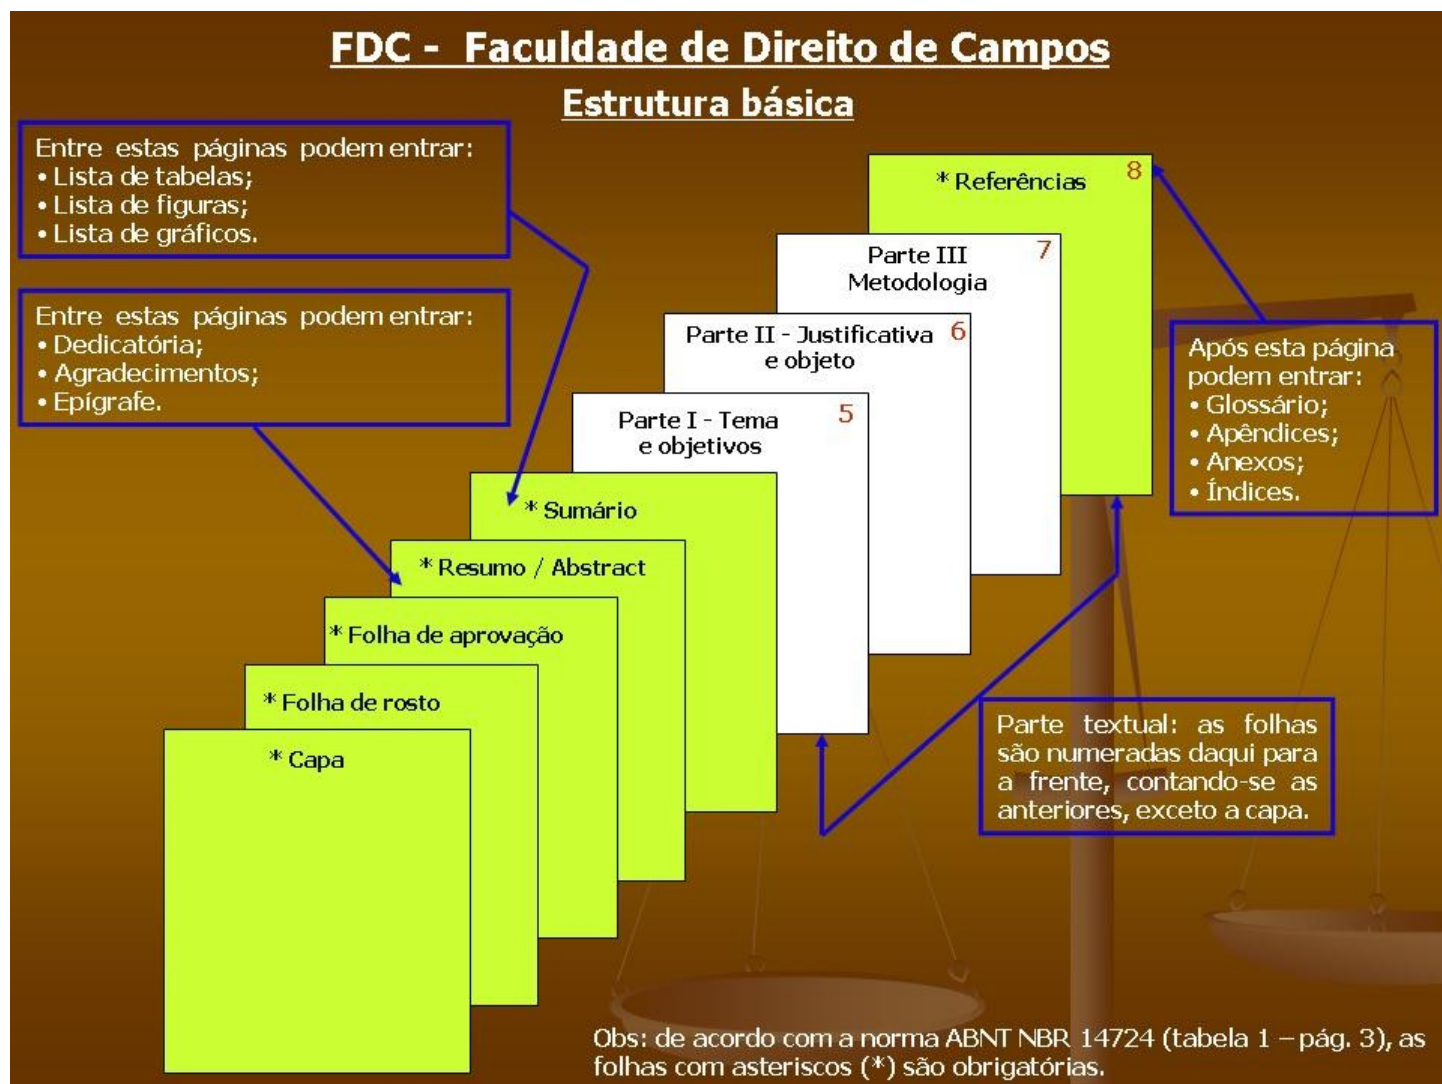 FDC - Faculdade de Direito de Campos
Estrutura básica
Entre estas páginas podem entrar:
• Lista de tabelas;
• Lista de figuras;
• Lista de gráficos.
Entre estas páginas podem entrar:
• Dedicatória;
• Agradecimentos;
• Epígrafe.
* Capa
* Folha de rosto
* Folha de aprovação
* Resumo / Abstract
* Sumário
Parte I - Tema
e objetivos
5
Parte II - Justificativa
e objeto
6
Parte III
Metodologia
7
* Referências
8
Após esta página
podem entrar:
• Glossário;
• Apêndices;
• Anexos;
• Índices.
Parte textual: as folhas
são numeradas daqui para
a frente, contando-se as
anteriores, exceto a capa.
Obs: de acordo com a norma ABNT NBR 14724 (tabela 1 – pág. 3), as
folhas com asteriscos (*) são obrigatórias.